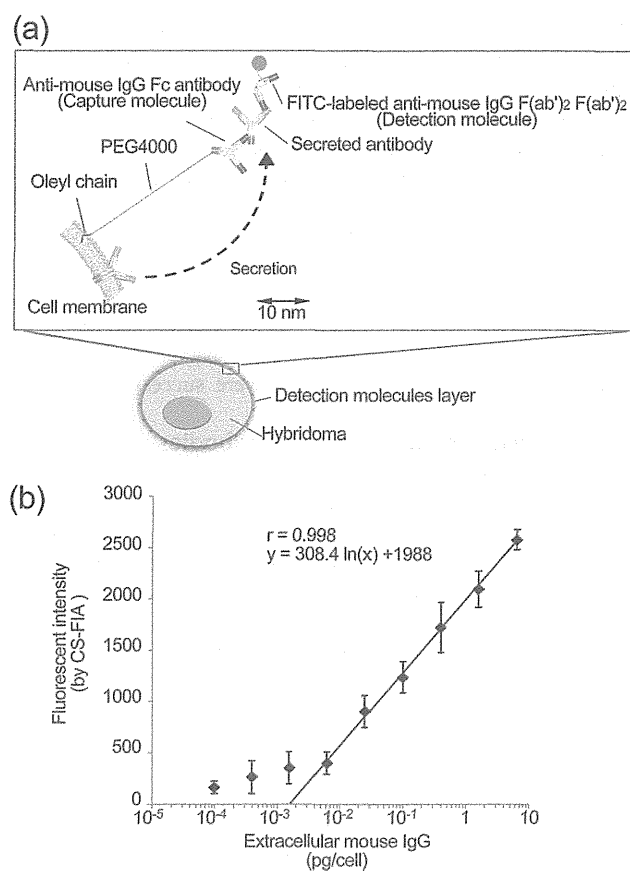 (a)
Anti-mouse IgG Fc antibody
(Capture molecule)
FITC-labeled anti-mouse IgG F(ab')2 F(ab')2
(Detection molecule)
PEG4000
Secreted antibody
Oleyl chain
Secretion
Cell membrane
10 nm
Detection molecules layer
Hybridoma
(b)
3000
2500
2000
1500
1000
500
0
Fluorescent intensity
(by CS-FIA)
r = 0.998
y = 308.4 ln(x) +1988
10-5 10-4 10-3 10-2 10-1 1 10
Extracellular mouse IgG
(pg/cell)